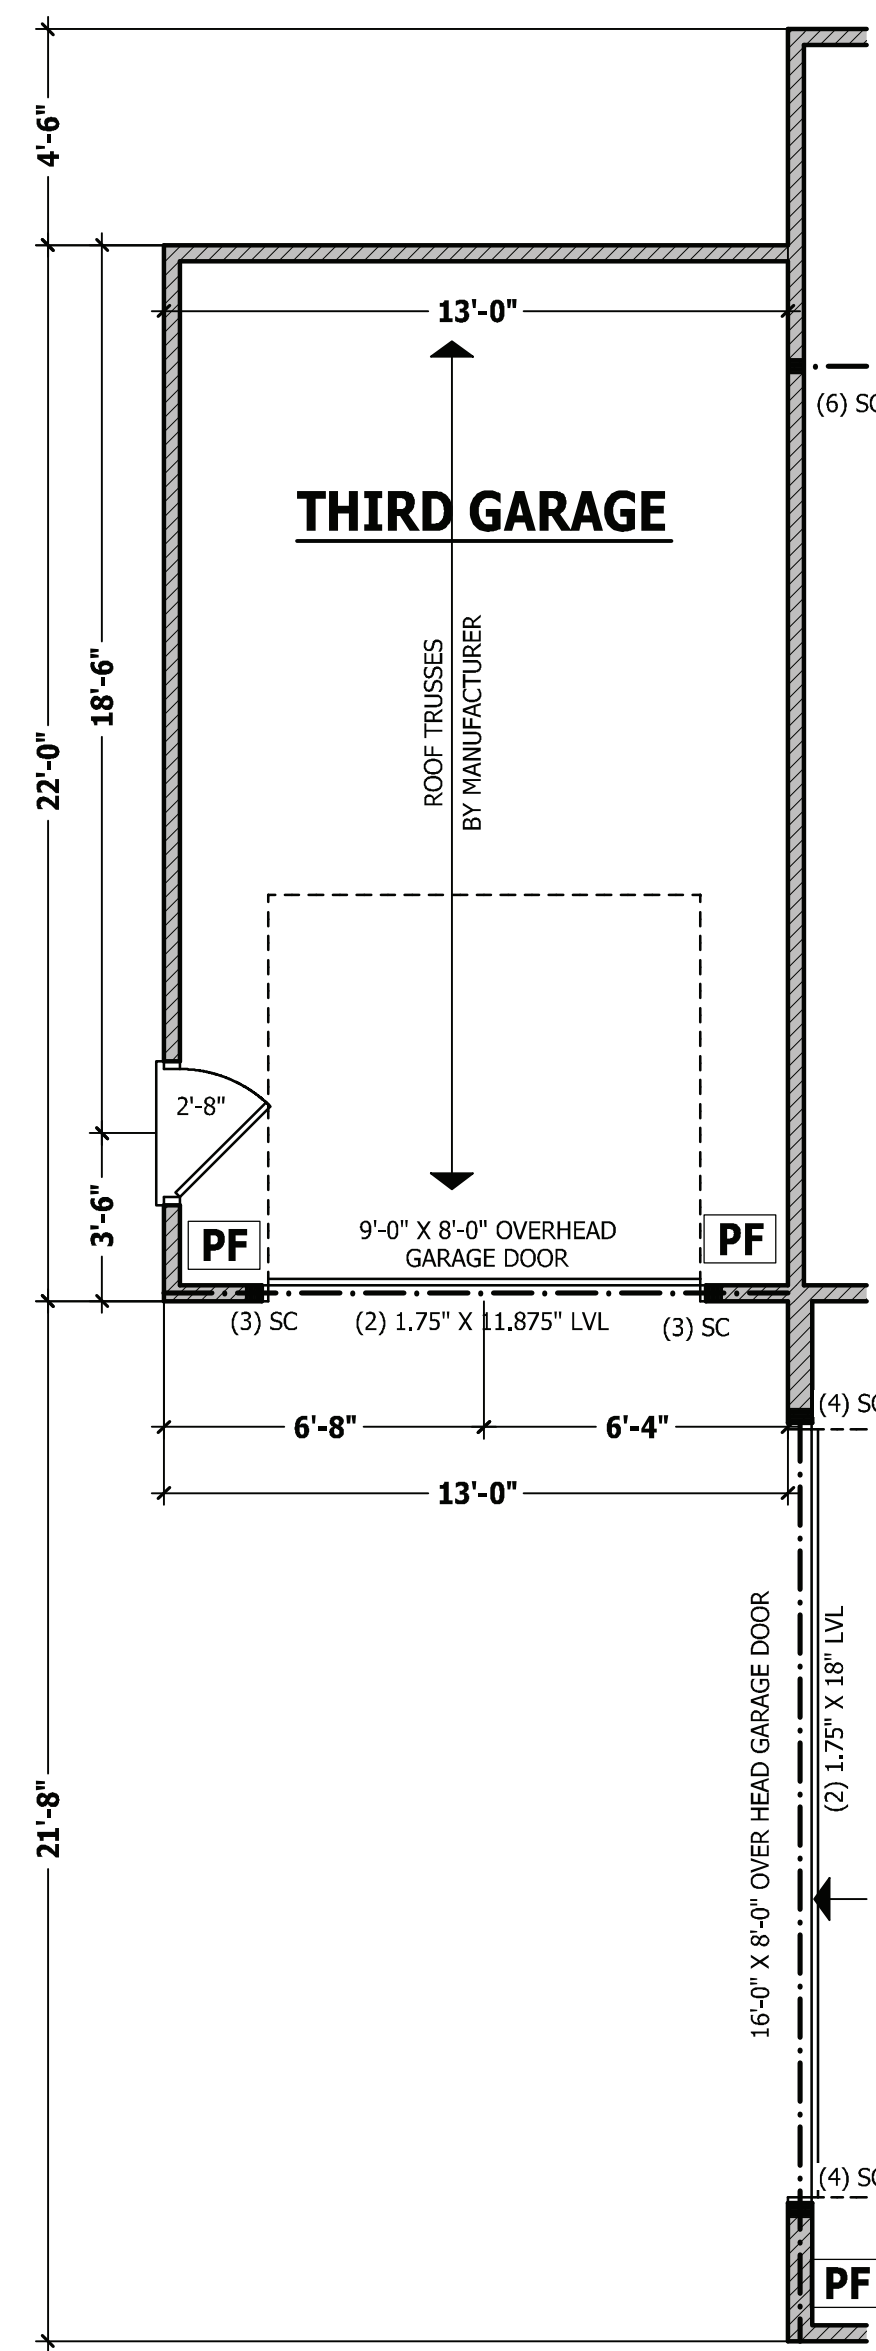 4'-6"
13'-0"
(6) SC
THIRD GARAGE
ROOF TRUSSES
BY MANUFACTURER
18'-6"
22'-0"
2'-8"
3'-6"
PF
9'-0" X 8'-0" OVERHEAD
GARAGE DOOR
PF
(3) SC
(2) 1.75" X 11.875" LVL
(3) SC
(4) SC
6'-8"
6'-4"
13'-0"
16'-0" X 8'-0" OVER HEAD GARAGE DOOR
(2) 1.75" X 18" LVL
21'-8"
(4) SC
PF